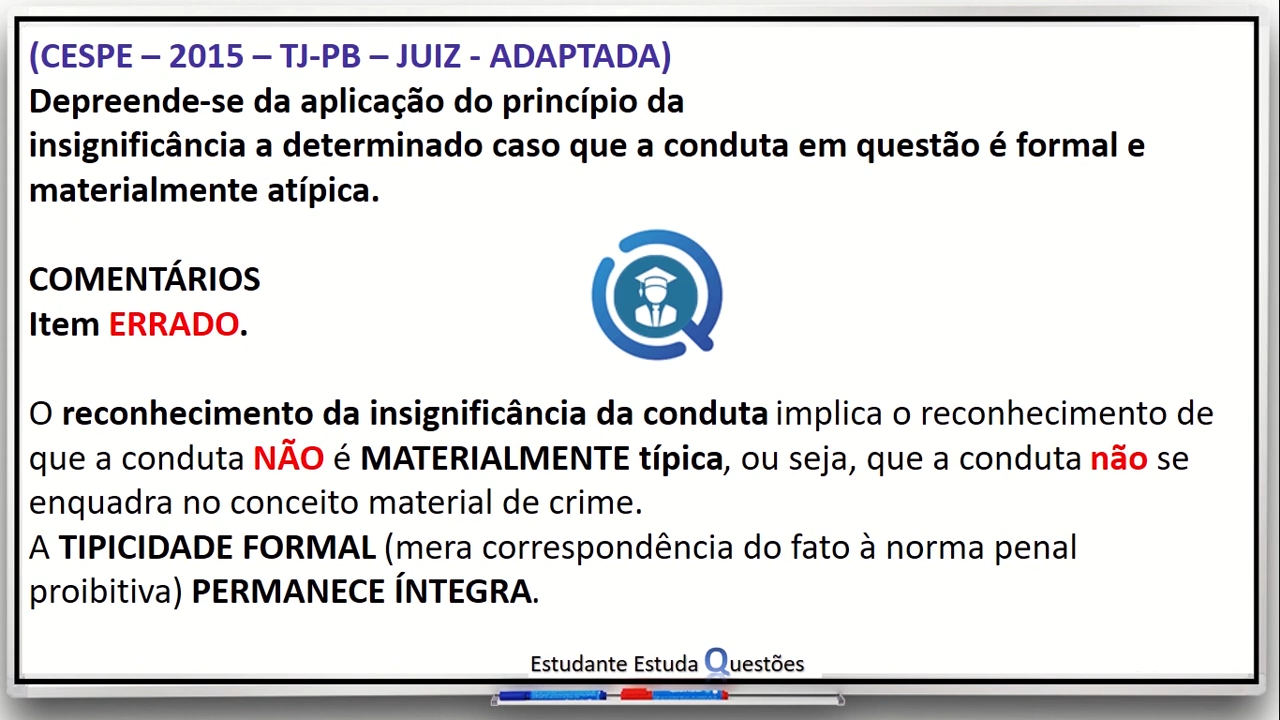 (CESPE – 2015 – TJ-PB – JUIZ - ADAPTADA)
Depreende-se da aplicação do princípio da
insignificância a determinado caso que a conduta em questão é formal e
materialmente atípica.
COMENTÁRIOS
Item ERRADO.
O reconhecimento da insignificância da conduta implica o reconhecimento de
que a conduta NÃO é MATERIALMENTE típica, ou seja, que a conduta não se
enquadra no conceito material de crime.
A TIPICIDADE FORMAL (mera correspondência do fato à norma penal
proibitiva) PERMANECE ÍNTEGRA.
Estudante Estuda Questões